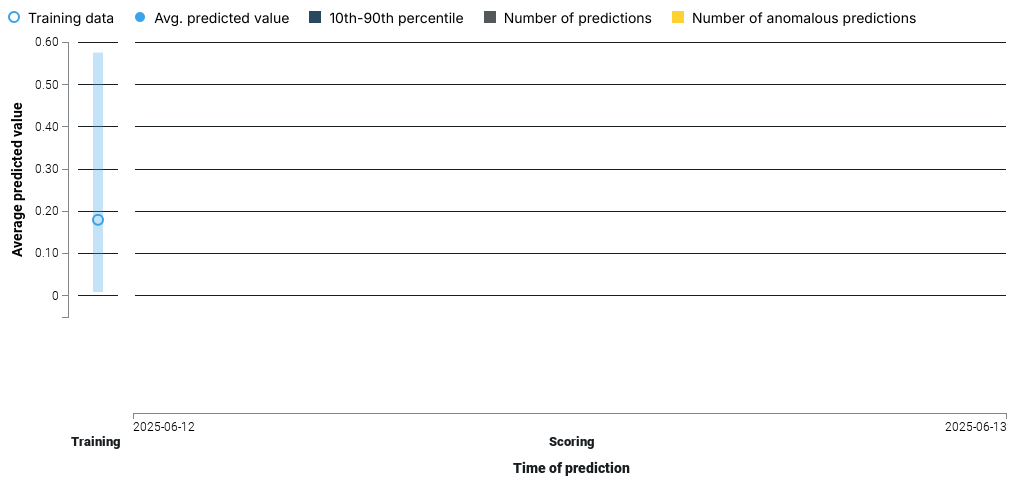 Training data Avg. predicted value 10th-90th percentile Number of predictions Number of anomalous predictions
Average predicted value
0.60
0.50
0.40
0.30
0.20
0.10
0
2025-06-12 2025-06-13
Training Scoring
Time of prediction